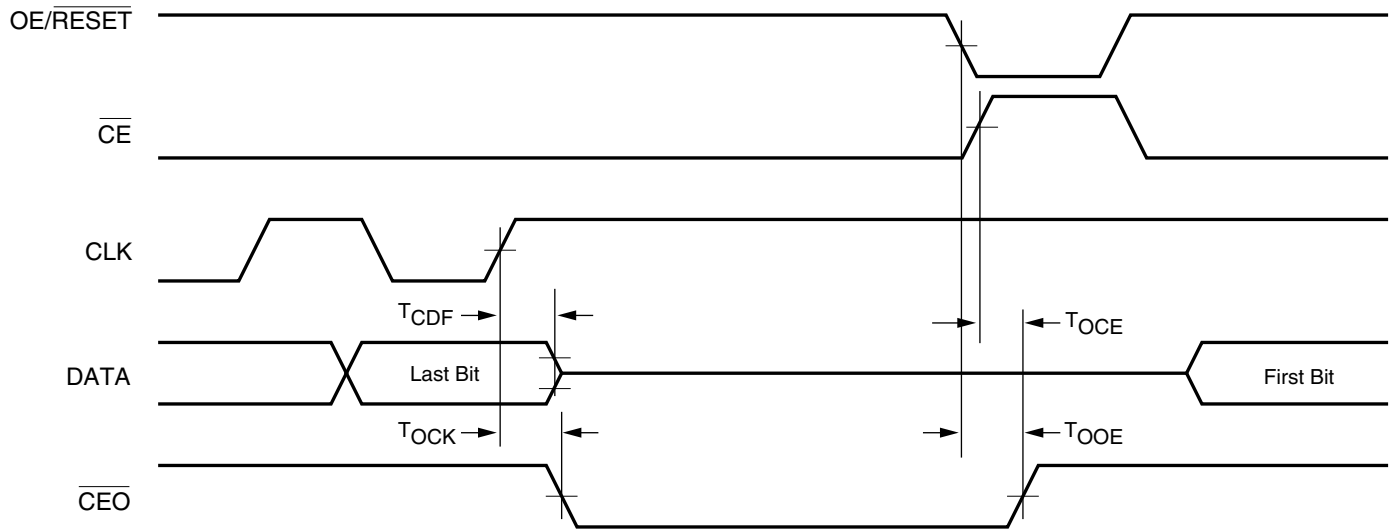 OE/RESET
CE
CLK
TCDF
TOCE
DATA
Last Bit
First Bit
TOCK
TOOE
CEO